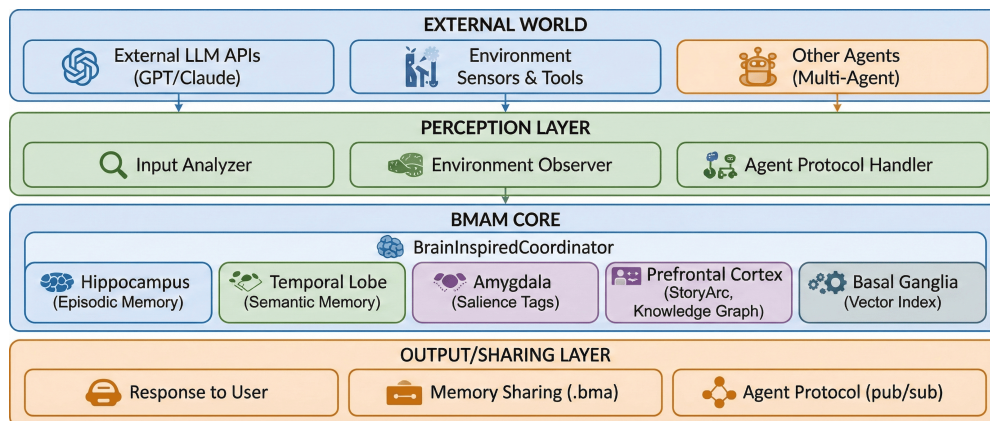 EXTERNAL WORLD
External LLM APIs
(GPT/Claude)
Environment
Sensors & Tools
Other Agents
(Multi-Agent)
PERCEPTION LAYER
Input Analyzer
Environment Observer
Agent Protocol Handler
BMAM CORE
BrainInspiredCoordinator
Hippocampus
(Episodic Memory)
Temporal Lobe
(Semantic Memory)
Amygdala
(Salience Tags)
Prefrontal Cortex
(StoryArc,
Knowledge Graph)
Basal Ganglia
(Vector Index)
OUTPUT/SHARING LAYER
Response to User
Memory Sharing (.bma)
Agent Protocol (pub/sub)